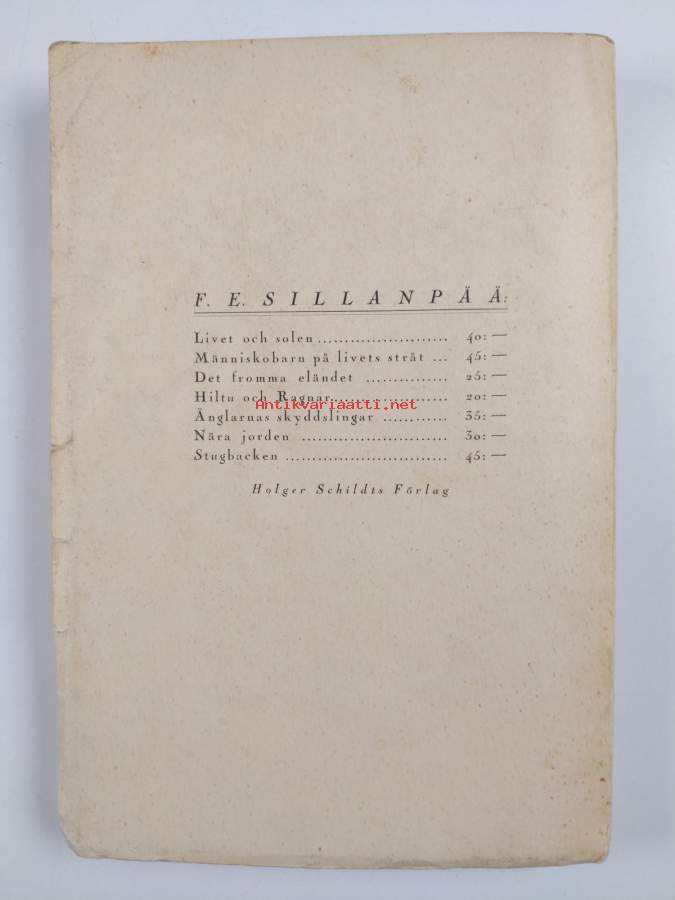 F. E. SILLANPÄÄ:
Livet och solen ........................ 40: —
Människobarn på livets stråt ... 45: —
Det fromma eländet ............... 25: —
Hiltu och Ragnar...................... 20: —
Antikvariaatti.net
Änglarnas skyddslingar ............ 35: —
Nära jorden ........................... 30: —
Stugbacken .............................. 45: —
Holger Schildts Förlag